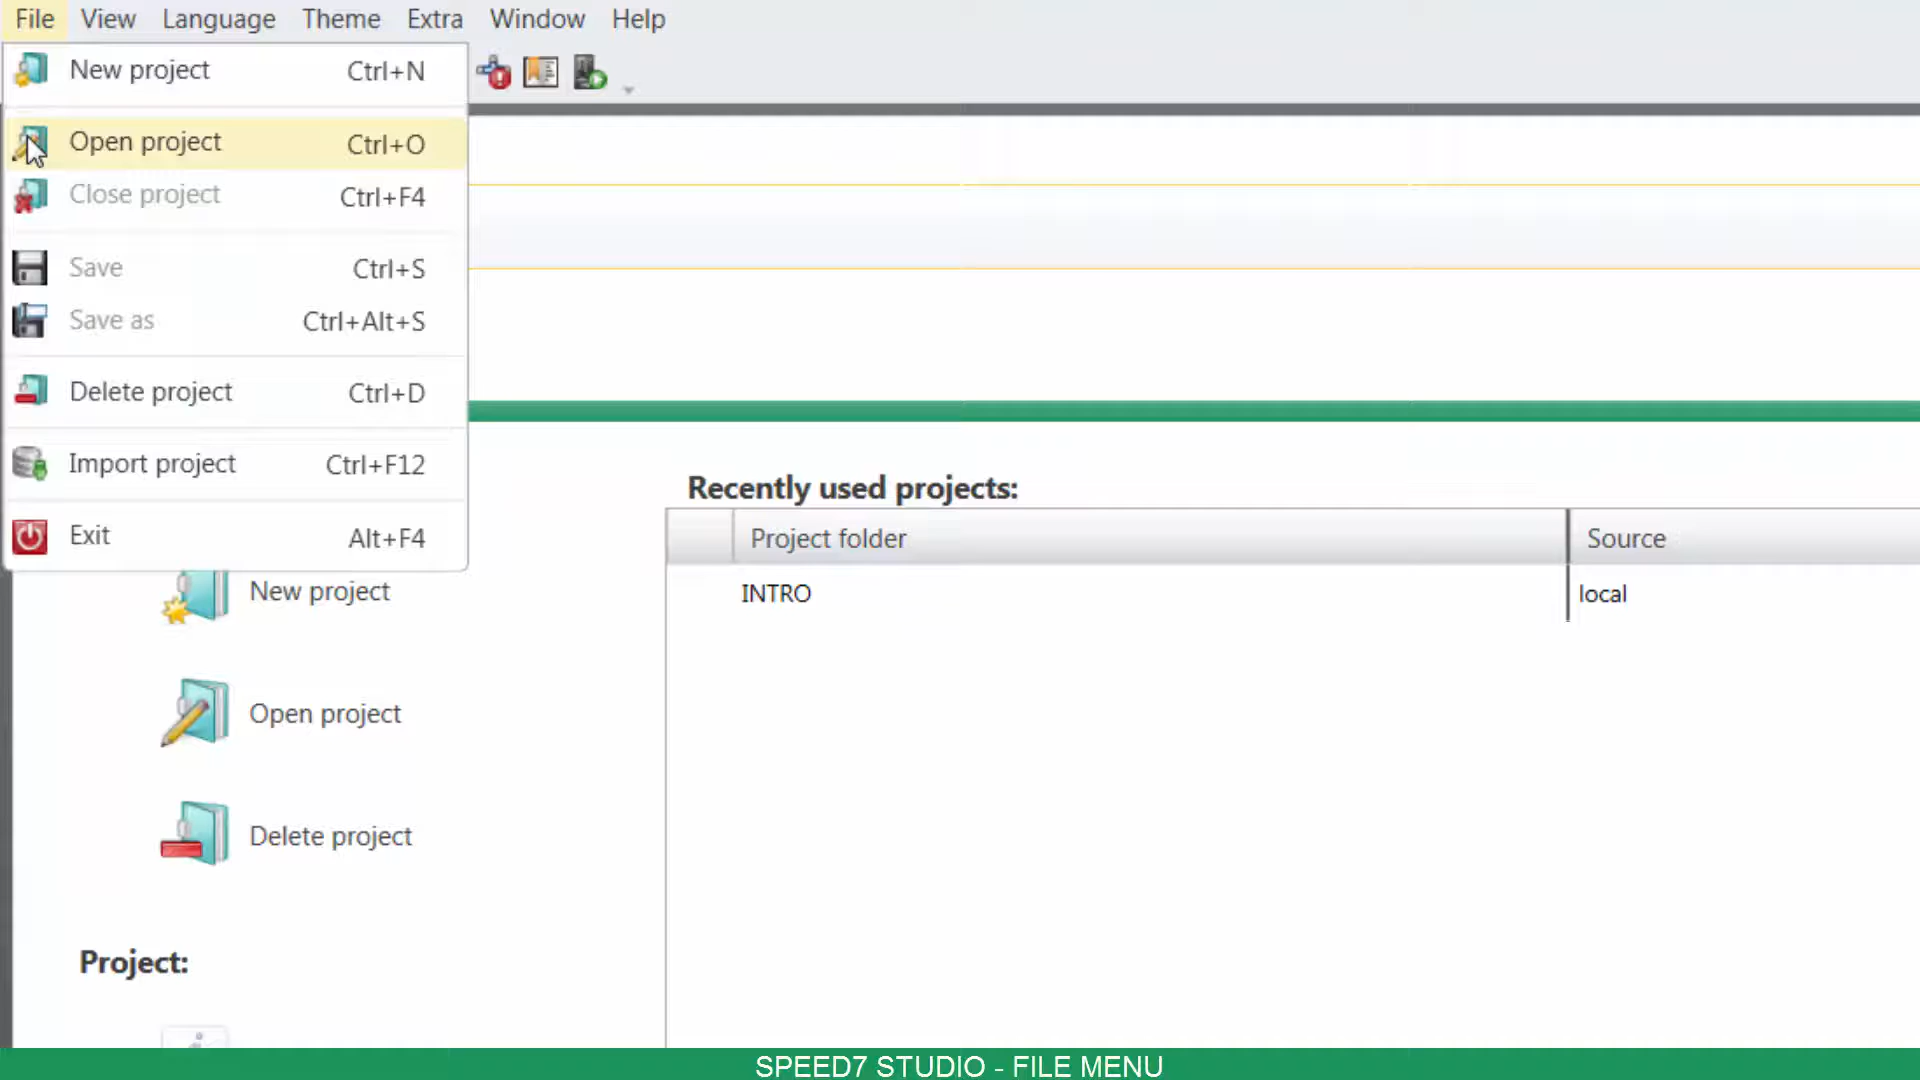 File View Language Theme Extra Window Help
New project Ctrl+N
Open project Ctrl+O
Close project Ctrl+F4
Save Ctrl+S
Save as Ctrl+Alt+S
Delete project Ctrl+D
Import project Ctrl+F12
Exit Alt+F4
New project
Open project
Delete project
Project:
Recently used projects:
Project folder Source
INTRO local
SPEED7 STUDIO - FILE MENU